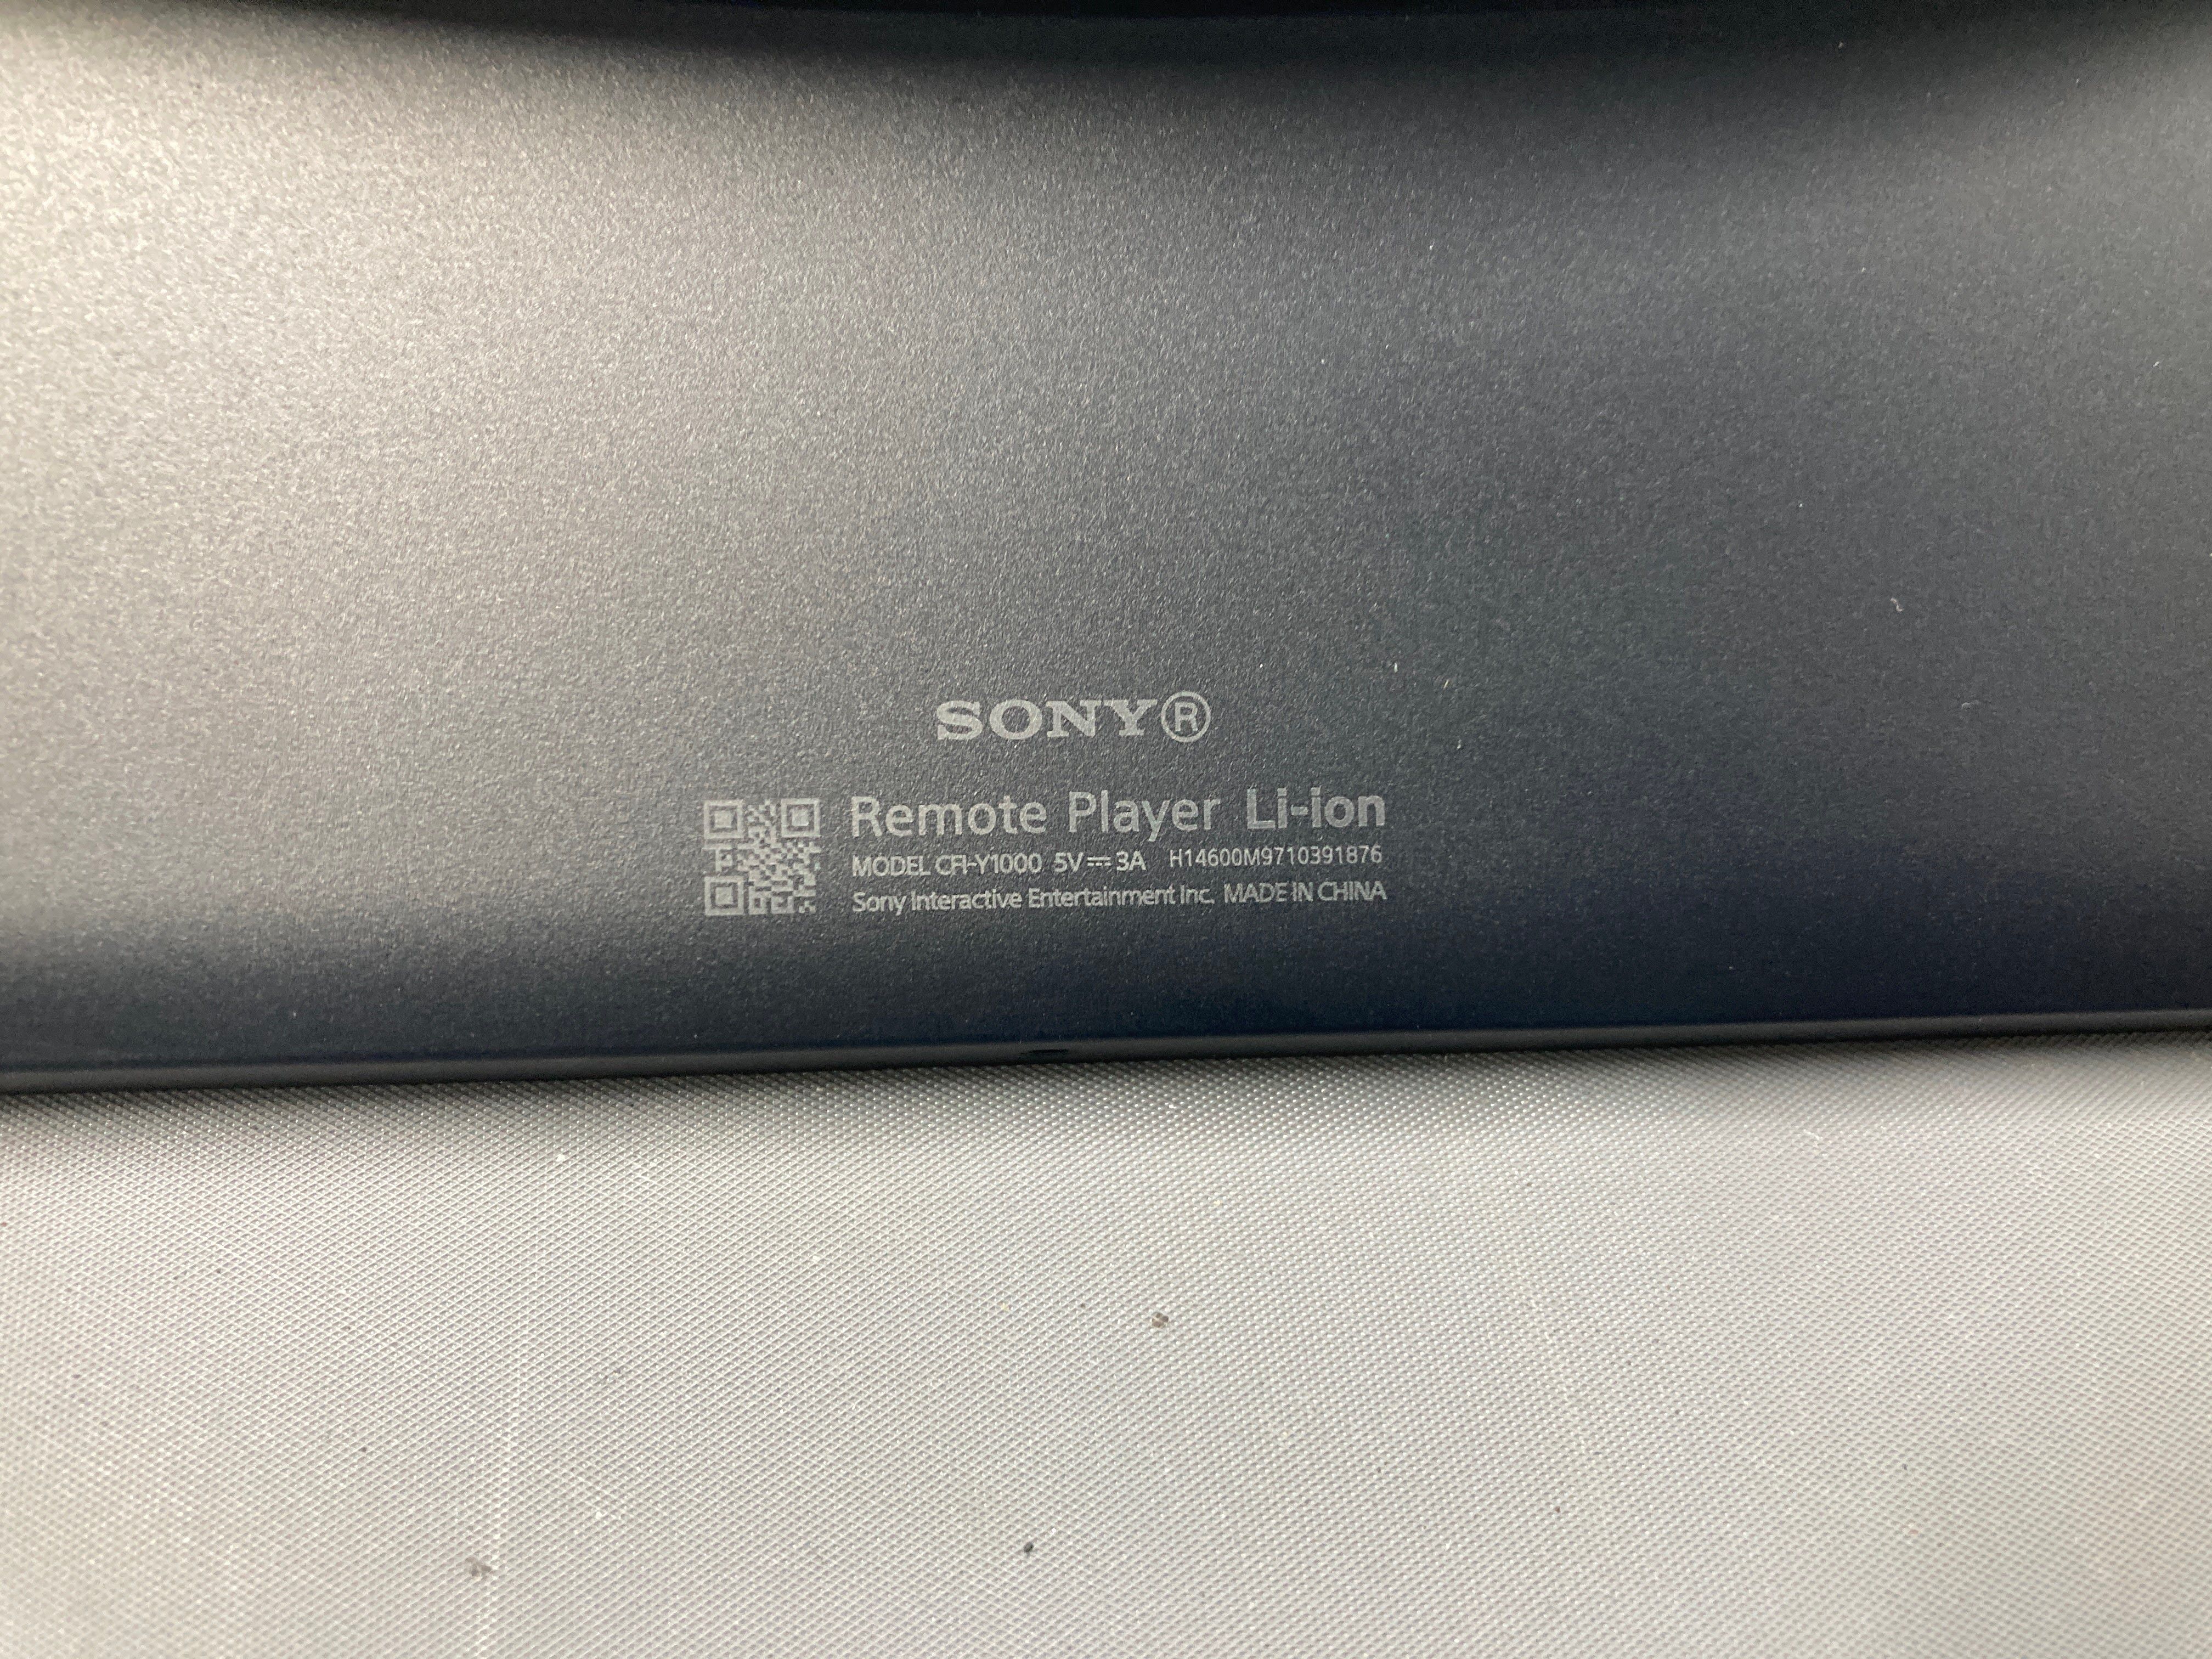 SONY®
Remote Player Li-ion
MODEL CFI-Y1000 5V⎓3A H14600M9710391876
Sony Interactive Entertainment Inc. MADE IN CHINA